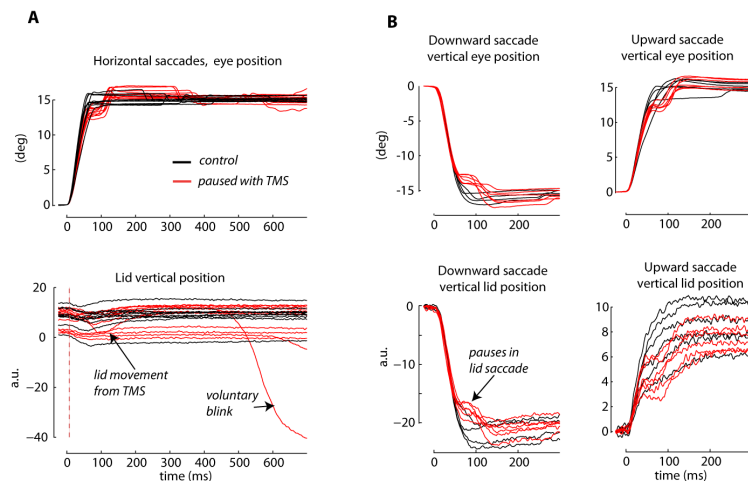 A
Horizontal saccades, eye position
15
10
5
0
(deg)
control
paused with TMS
0 100 200 300 400 500 600
Lid vertical position
20
0
−20
−40
a.u.
lid movement
from TMS
voluntary
blink
0 100 200 300 400 500 600
time (ms)
B
Downward saccade
vertical eye position
0
-5
-10
-15
(deg)
0 100 200
Upward saccade
vertical eye position
15
10
5
0
0 100 200
Downward saccade
vertical lid position
0
−10
−20
a.u.
pauses in
lid saccade
0 100 200
time (ms)
Upward saccade
vertical lid position
10
8
6
4
2
0
0 100 200
time (ms)